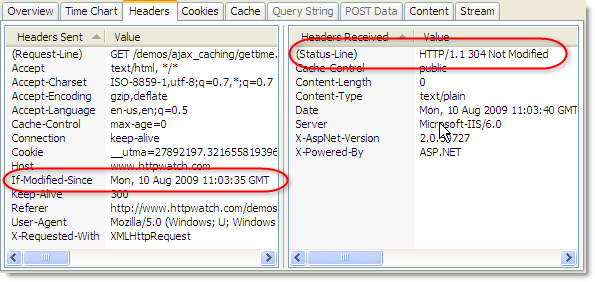 Overview Time Chart Headers Cookies Cache Query String POST Data Content Stream
Headers Sent Value
(Request-Line) GET /demos/ajax_caching/gettime.
Accept text/html, */*
Accept-Charset ISO-8859-1,utf-8;q=0.7,*;q=0.7
Accept-Encoding gzip,deflate
Accept-Language en-us,en;q=0.5
Cache-Control max-age=0
Connection keep-alive
Cookie __utma=27892197.321655819396
Host www.httpwatch.com
If-Modified-Since Mon, 10 Aug 2009 11:03:35 GMT
Keep-Alive 300
Referer http://www.httpwatch.com/demos
User-Agent Mozilla/5.0 (Windows; U; Windows
X-Requested-With XMLHttpRequest
Headers Received Value
(Status-Line) HTTP/1.1 304 Not Modified
Cache-Control public
Content-Length 0
Content-Type text/plain
Date Mon, 10 Aug 2009 11:03:40 GMT
Server Microsoft-IIS/6.0
X-AspNet-Version 2.0.50727
X-Powered-By ASP.NET